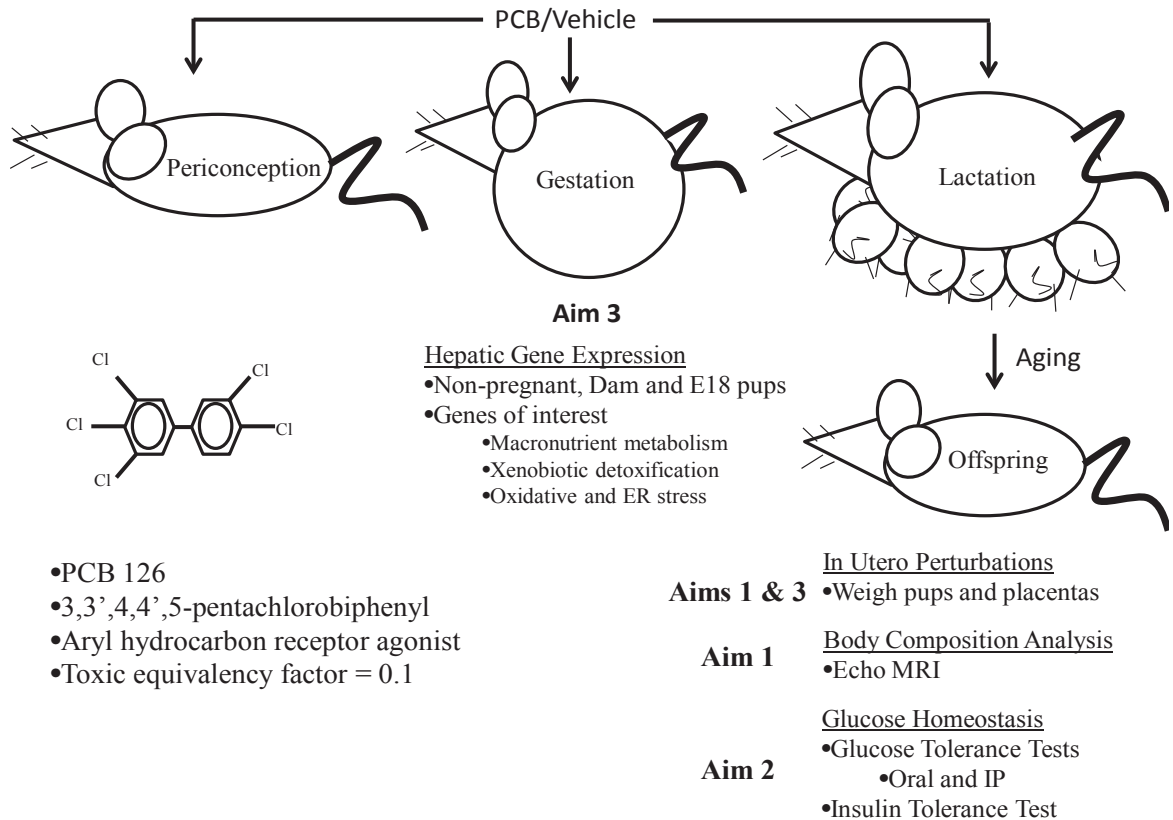 PCB/Vehicle
Periconception
Gestation
Lactation
Aim 3
Hepatic Gene Expression
•Non-pregnant, Dam and E18 pups
•Genes of interest
•Macronutrient metabolism
•Xenobiotic detoxification
•Oxidative and ER stress
Aging
Offspring
Cl
Cl
Cl
Cl
Cl
•PCB 126
•3,3’,4,4’,5-pentachlorobiphenyl
•Aryl hydrocarbon receptor agonist
•Toxic equivalency factor = 0.1
In Utero Perturbations
Aims 1 & 3 •Weigh pups and placentas
Body Composition Analysis
Aim 1 •Echo MRI
Glucose Homeostasis
•Glucose Tolerance Tests
Aim 2 •Oral and IP
•Insulin Tolerance Test